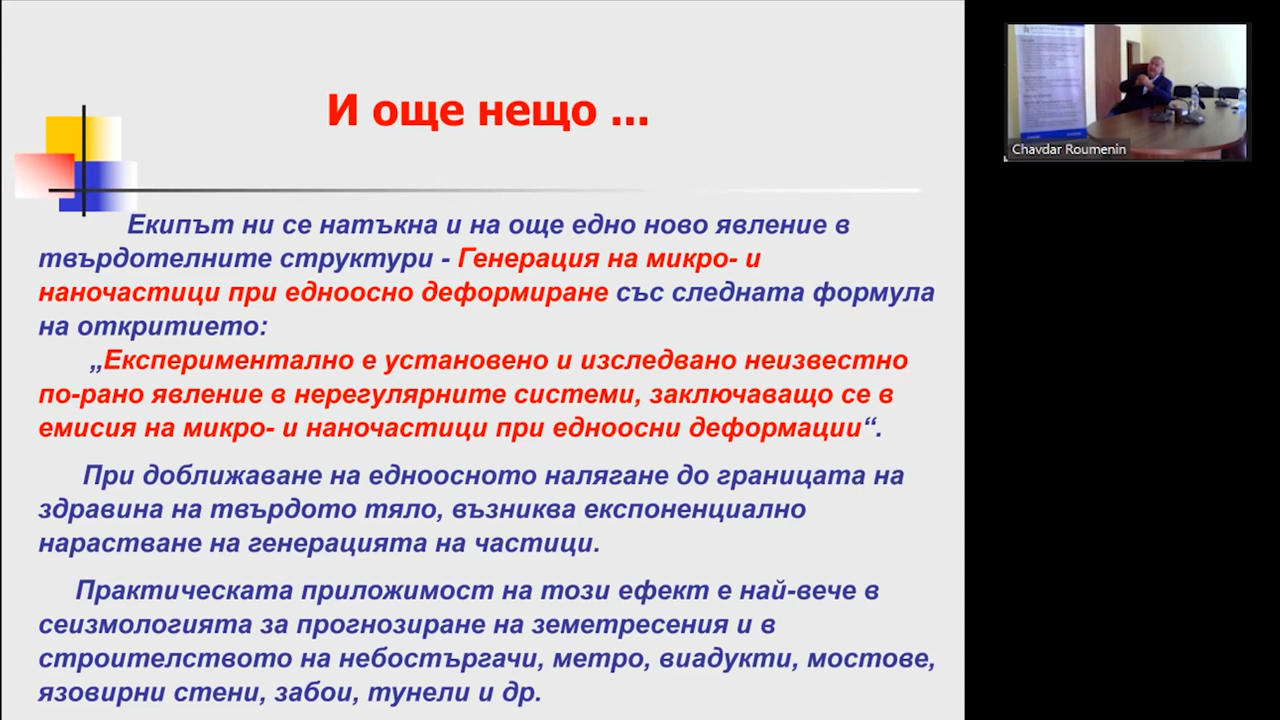 И още нещо ...
Екипът ни се натъкна и на още едно ново явление в
твърдотелните структури - Генерация на микро- и
наночастици при едноосно деформиране със следната формула
на откритието:
„Експериментално е установено и изследвано неизвестно
по-рано явление в нерегулярните системи, заключаващо се в
емисия на микро- и наночастици при едноосни деформации“.
При доближаване на едноосното налягане до границата на
здравина на твърдото тяло, възниква експоненциално
нарастване на генерацията на частици.
Практическата приложимост на този ефект е най-вече в
сеизмологията за прогнозиране на земетресения и в
строителството на небостъргачи, метро, виадукти, мостове,
язовирни стени, забои, тунели и др.
Chavdar Roumenin